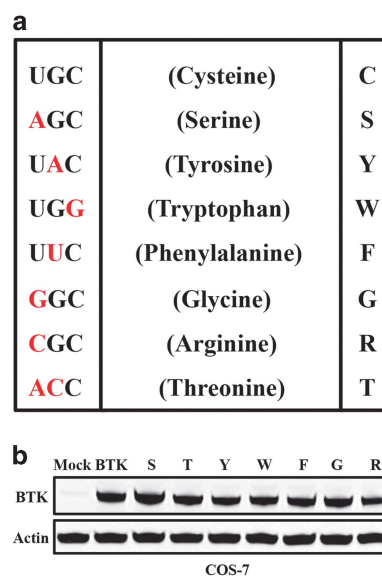 a
UGC (Cysteine) C
AGC (Serine) S
UAC (Tyrosine) Y
UGG (Tryptophan) W
UUC (Phenylalanine) F
GGC (Glycine) G
CGC (Arginine) R
ACC (Threonine) T
b
Mock BTK S T Y W F G R
BTK
Actin
COS-7